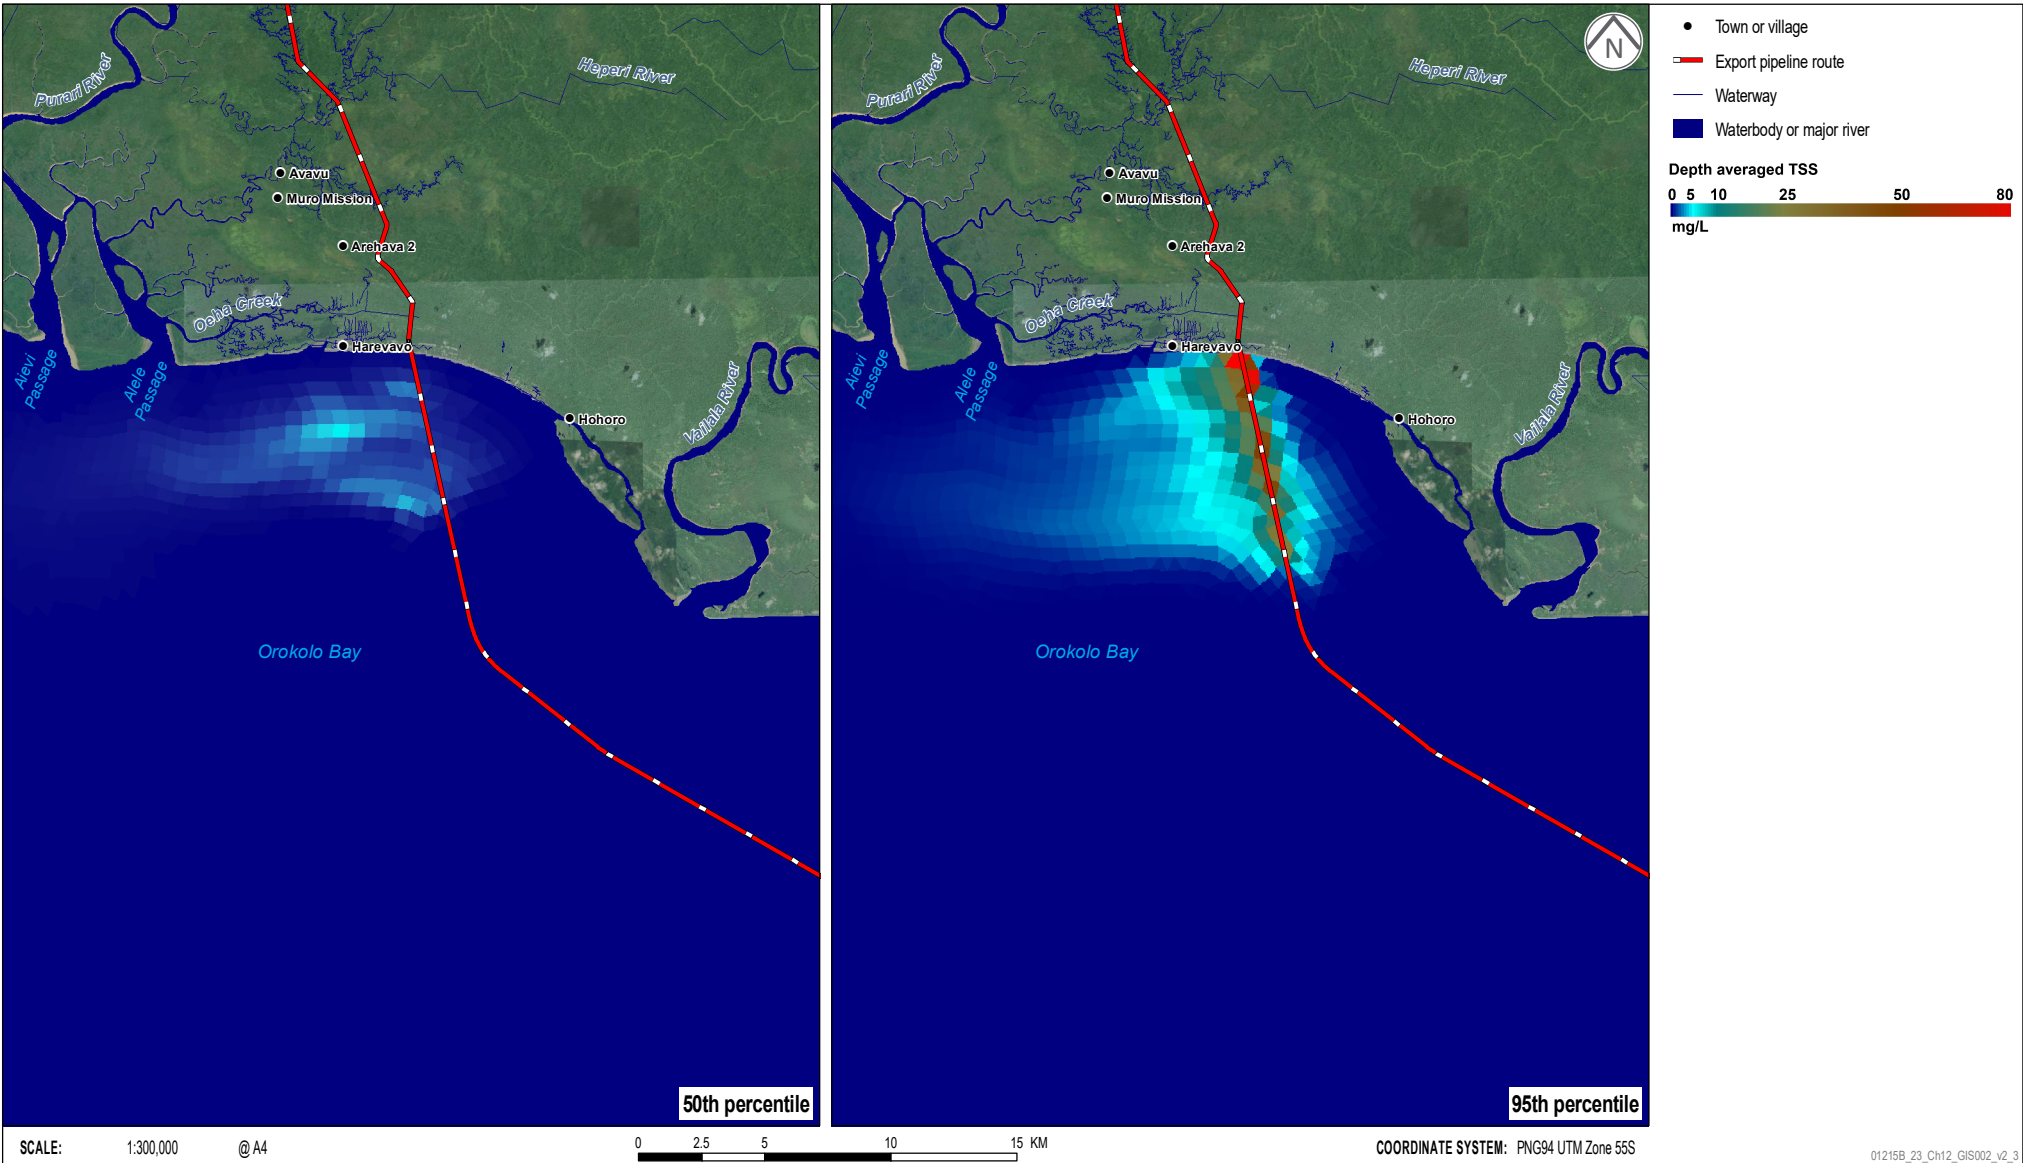 Purari River
Heperi River
Avavu
Muro Mission
Arehava 2
Oeha Creek
Harevavo
Aievi
Passage
Alele
Passage
Hohoro
Vailala River
Orokolo Bay
50th percentile
N
Purari River
Heperi River
Avavu
Muro Mission
Arehava 2
Oeha Creek
Harevavo
Aievi
Passage
Alele
Passage
Hohoro
Vailala River
Orokolo Bay
95th percentile
Town or village
Export pipeline route
Waterway
Waterbody or major river
Depth averaged TSS
0 5 10 25 50 80
mg/L
SCALE: 1:300,000 @ A4
0 2.5 5 10 15 KM
COORDINATE SYSTEM: PNG94 UTM Zone 55S
01215B_23_Ch12_GIS002_v2_3